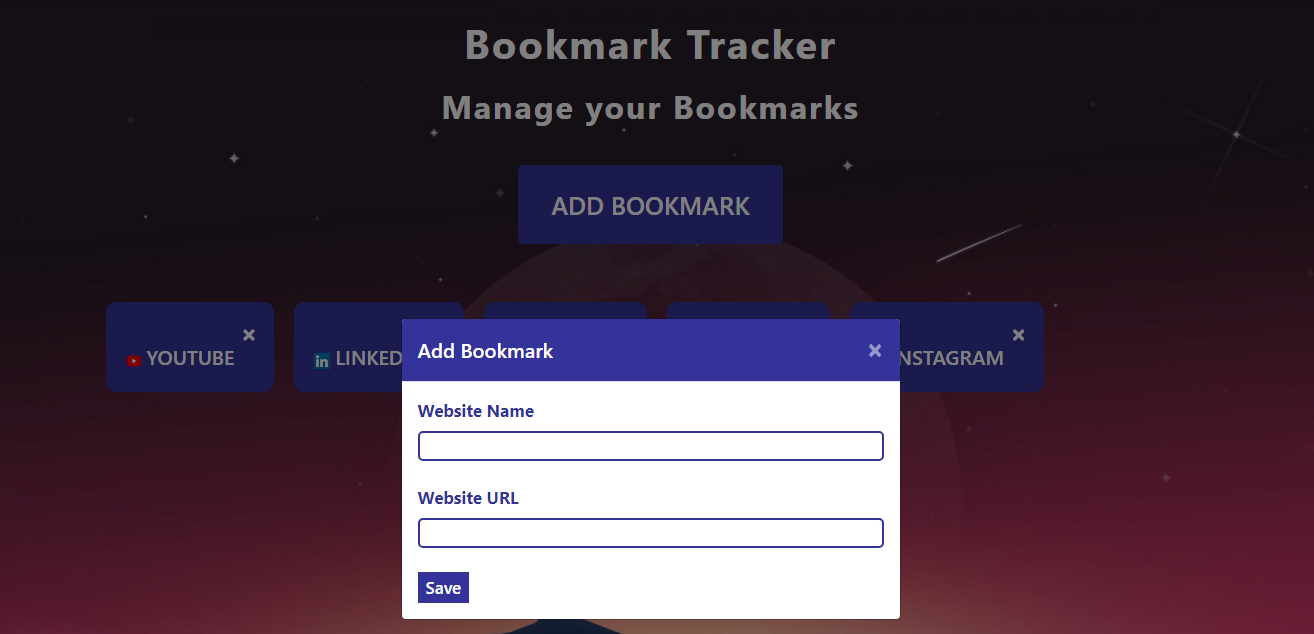 Bookmark Tracker
Manage your Bookmarks
ADD BOOKMARK
× ×
YOUTUBE in LINKED NSTAGRAM
Add Bookmark ×
Website Name
Website URL
Save